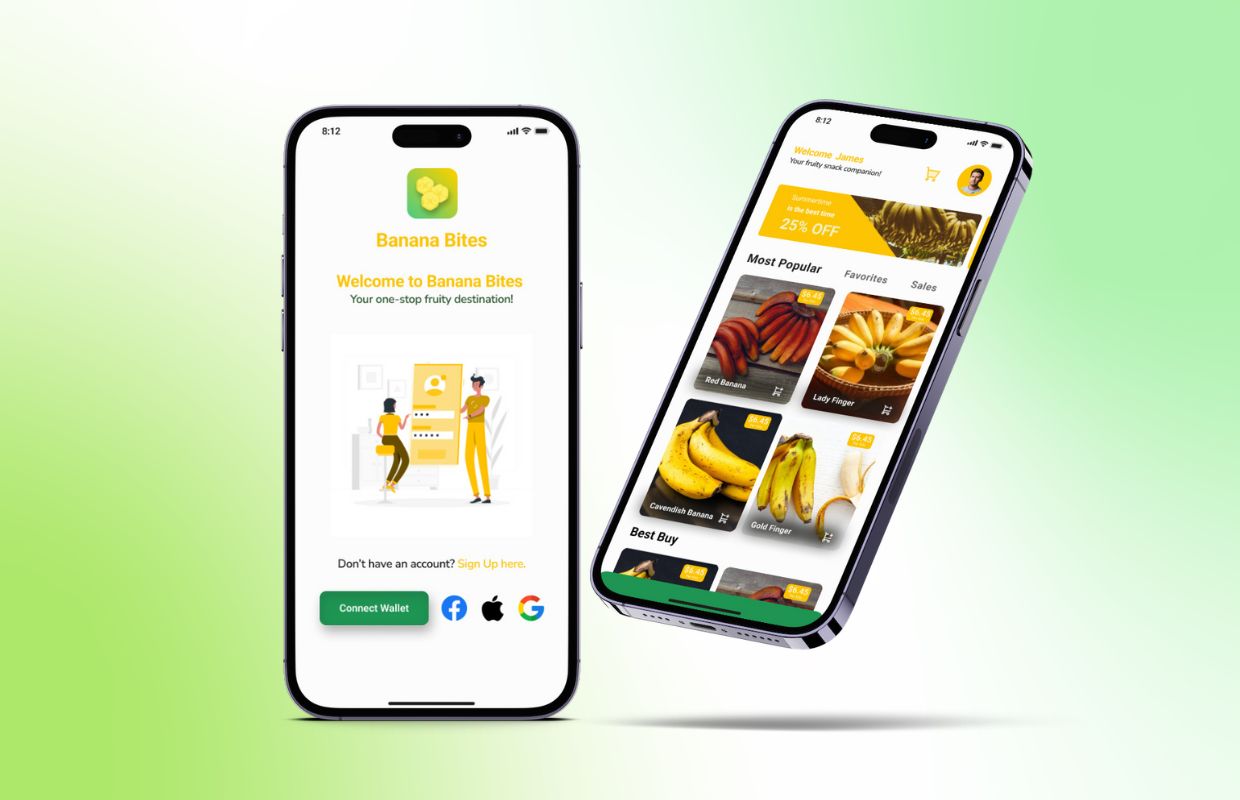 8:12
Banana Bites
Welcome to Banana Bites
Your one-stop fruity destination!
Don't have an account? Sign Up here.
Connect Wallet
8:12
Welcome James
Your fruity snack companion!
Summertime
Is the best time
25% OFF
Most Popular
Favorites
Sales
$6.45
Red Banana
$6.45
Lady Finger
$6.45
Cavendish Banana
$6.45
Gold Finger
Best Buy
$6.45
$6.45